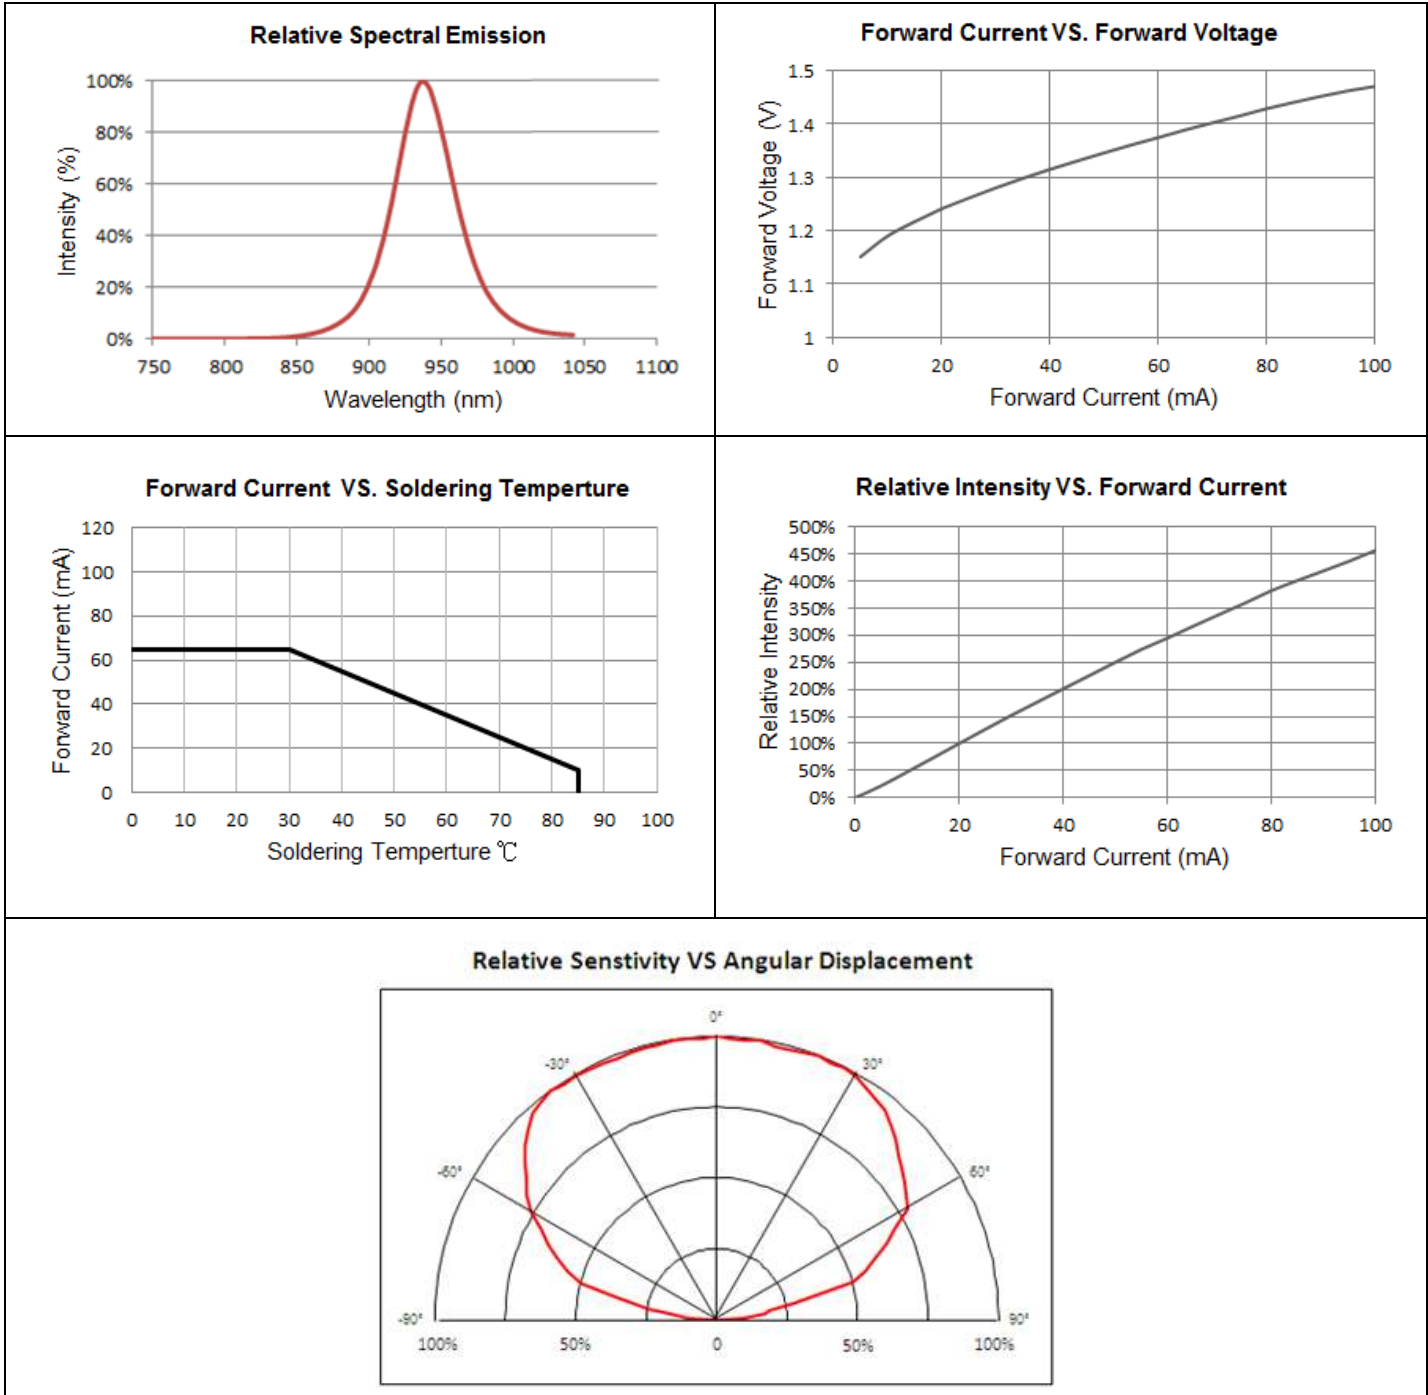 Relative Spectral Emission
Intensity (%)
100%
80%
60%
40%
20%
0%
750 800 850 900 950 1000 1050 1100
Wavelength (nm)
Forward Current VS. Forward Voltage
Forward Voltage (V)
1.5
1.4
1.3
1.2
1.1
1
0 20 40 60 80 100
Forward Current (mA)
Forward Current VS. Soldering Temperture
Forward Current (mA)
120
100
80
60
40
20
0
0 10 20 30 40 50 60 70 80 90 100
Soldering Temperture ℃
Relative Intensity VS. Forward Current
Relative Intensity
500%
450%
400%
350%
300%
250%
200%
150%
100%
50%
0%
0 20 40 60 80 100
Forward Current (mA)
Relative Senstivity VS Angular Displacement
0°
-30° 30°
-60° 60°
-90° 90°
100% 50% 0 50% 100%